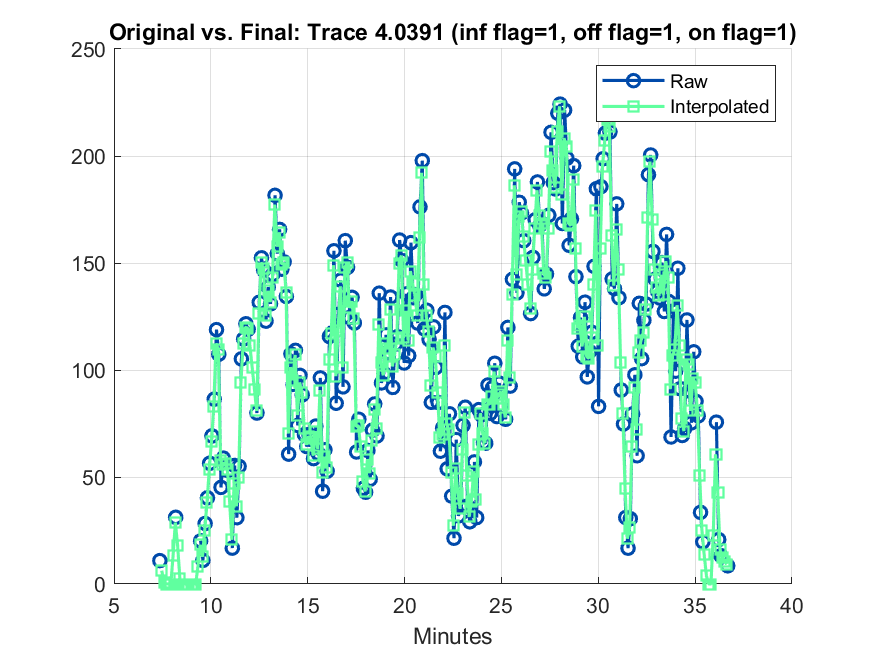 Original vs. Final: Trace 4.0391 (inf flag=1, off flag=1, on flag=1)
250
200
150
100
50
0
Raw
Interpolated
5 10 15 20 25 30 35 40
Minutes